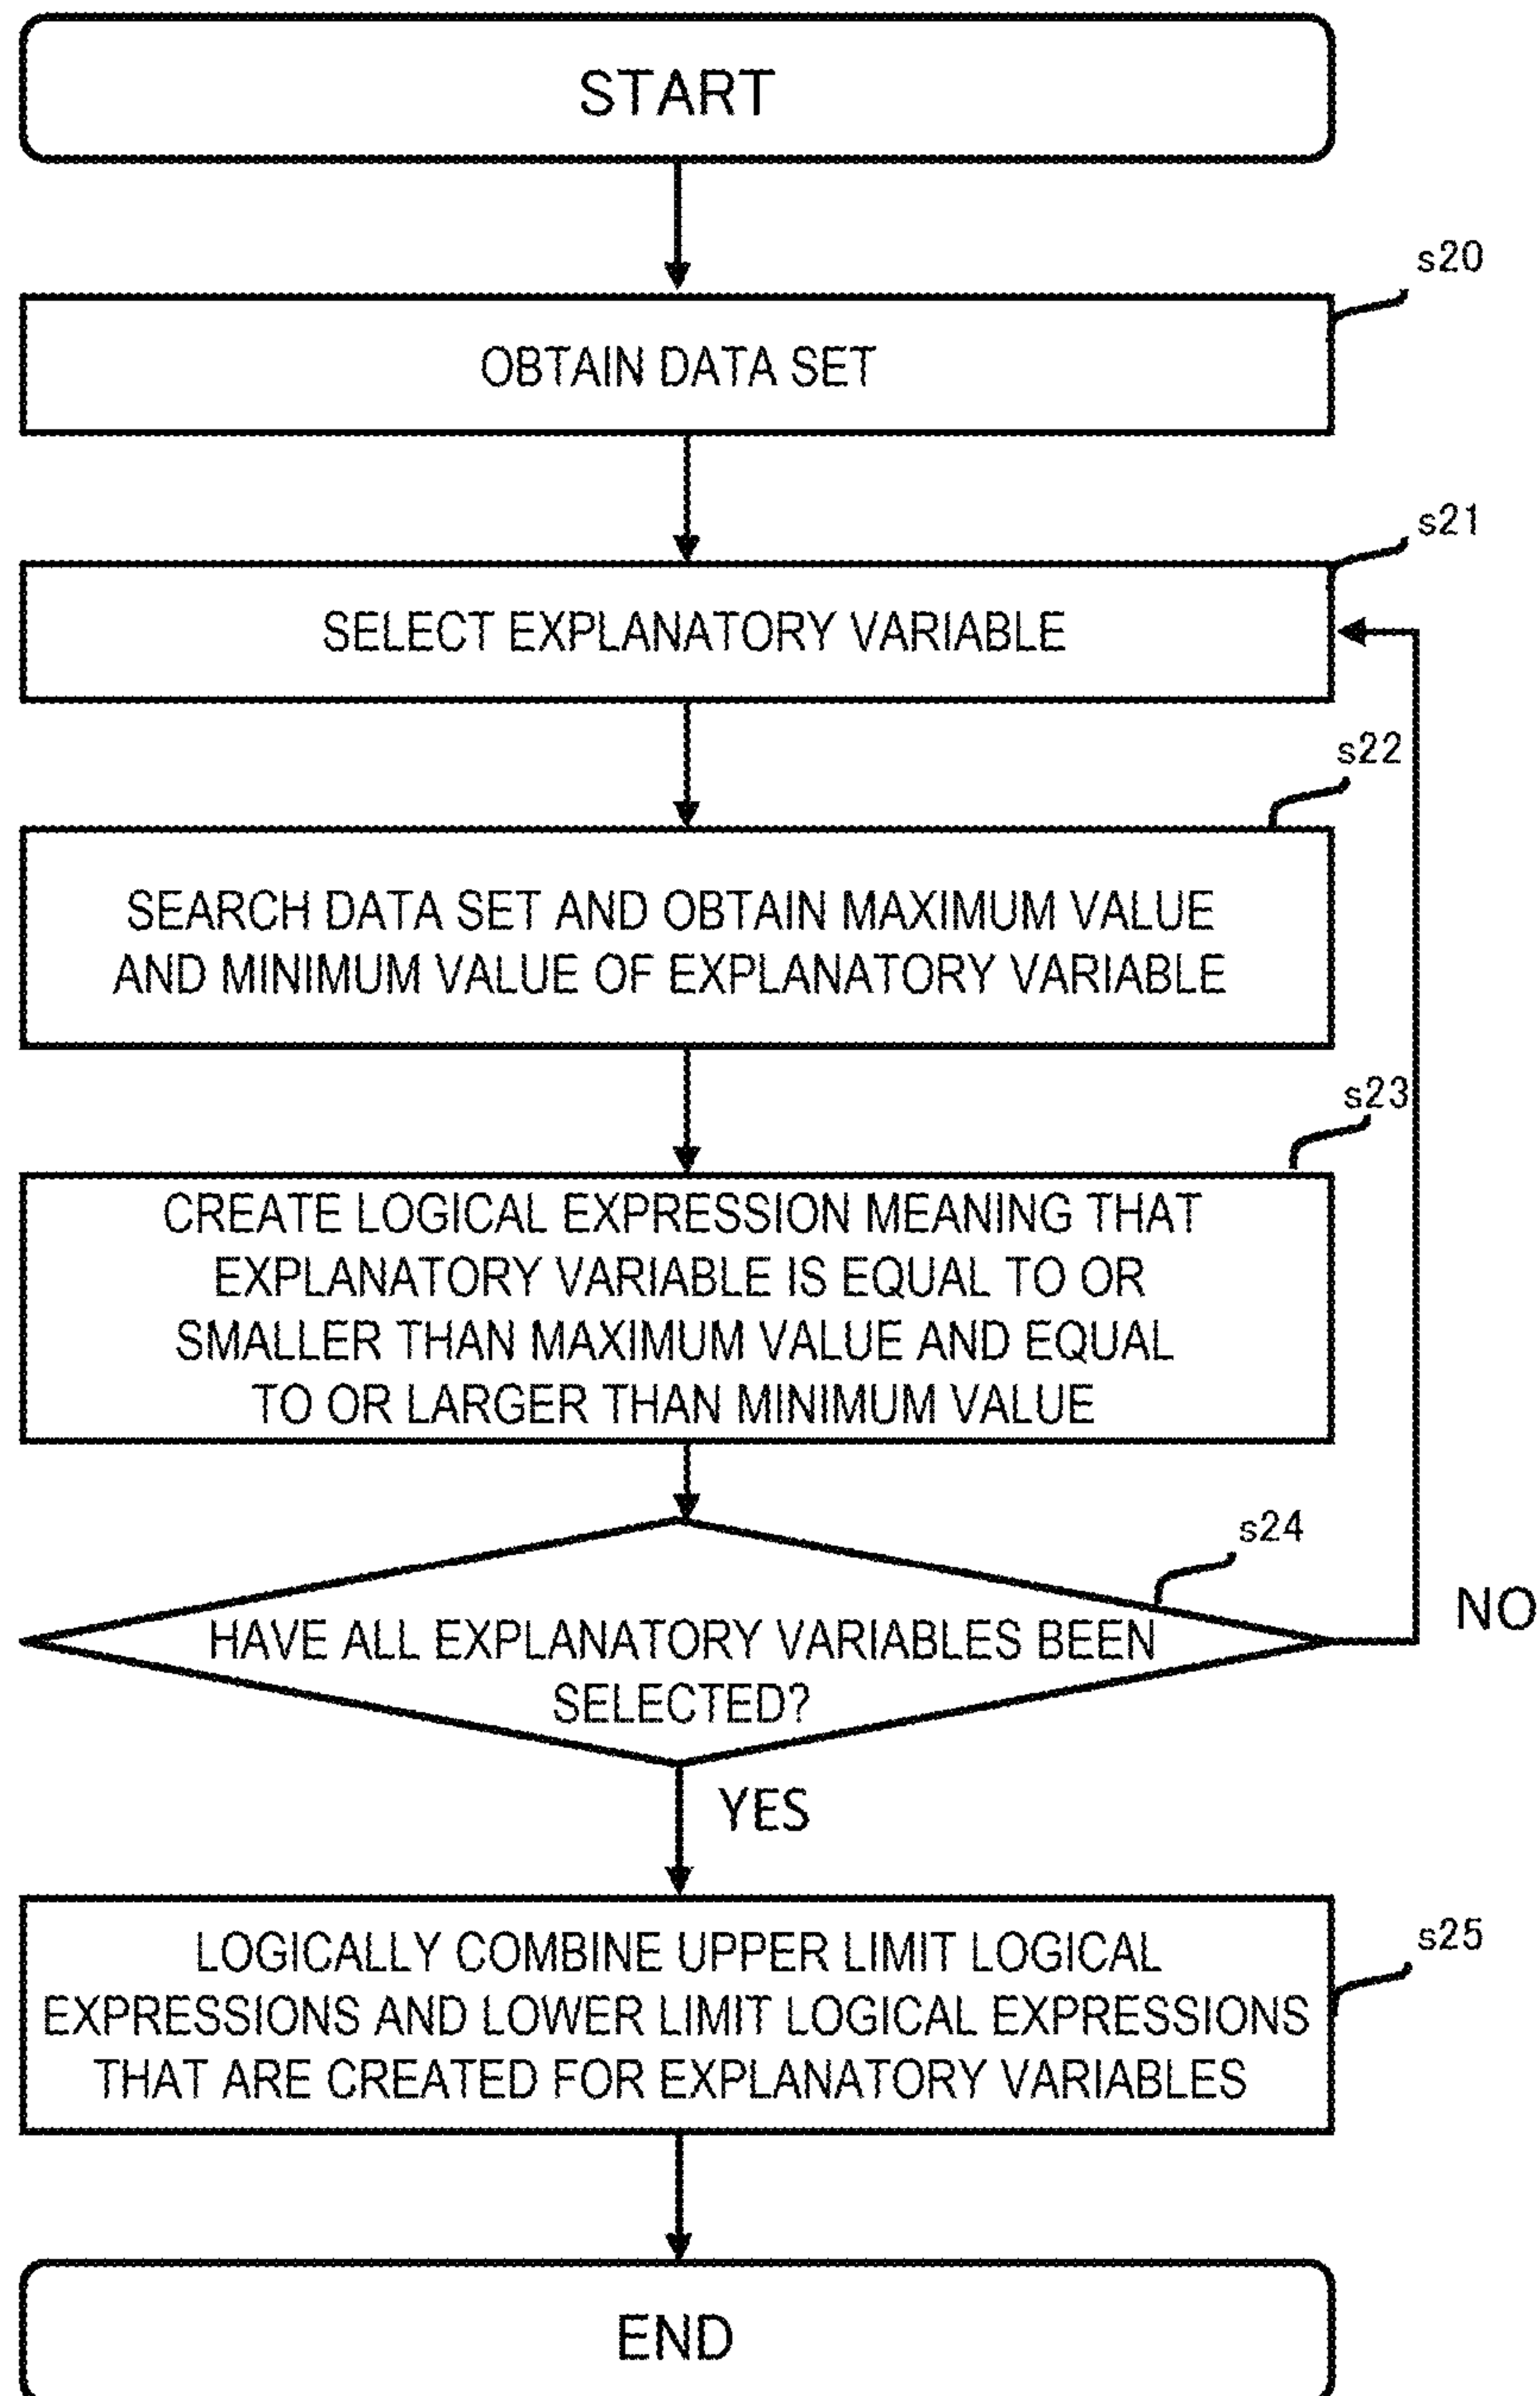 START
s20
OBTAIN DATA SET
s21
SELECT EXPLANATORY VARIABLE
s22
SEARCH DATA SET AND OBTAIN MAXIMUM VALUE
AND MINIMUM VALUE OF EXPLANATORY VARIABLE
s23
CREATE LOGICAL EXPRESSION MEANING THAT
EXPLANATORY VARIABLE IS EQUAL TO OR
SMALLER THAN MAXIMUM VALUE AND EQUAL
TO OR LARGER THAN MINIMUM VALUE
s24
HAVE ALL EXPLANATORY VARIABLES BEEN
SELECTED?
NO
YES
s25
LOGICALLY COMBINE UPPER LIMIT LOGICAL
EXPRESSIONS AND LOWER LIMIT LOGICAL EXPRESSIONS
THAT ARE CREATED FOR EXPLANATORY VARIABLES
END